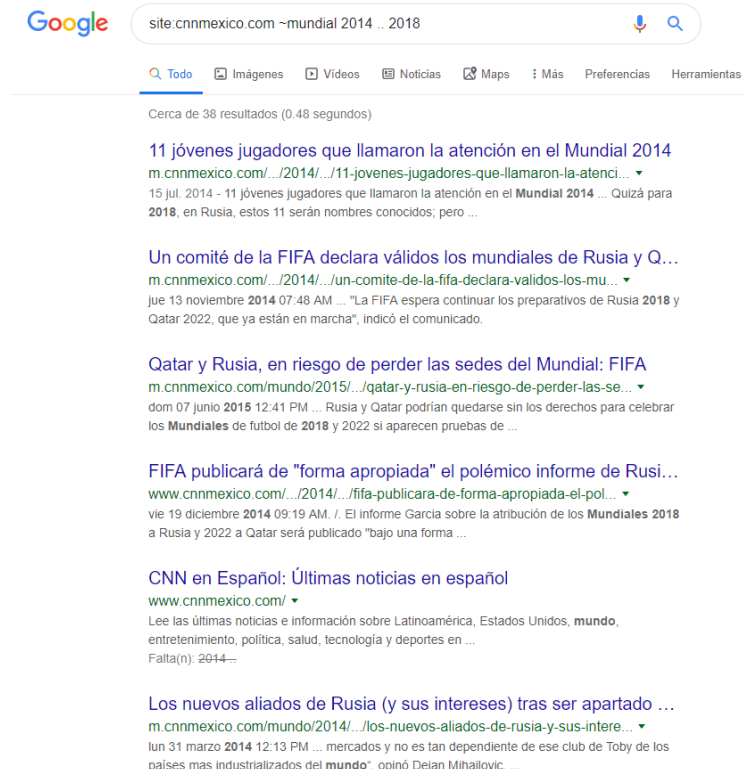 Google
site:cnnmexico.com ~mundial 2014 .. 2018
Todo Imágenes Vídeos Noticias Maps Más Preferencias Herramientas
Cerca de 38 resultados (0.48 segundos)
11 jóvenes jugadores que llamaron la atención en el Mundial 2014
m.cnnmexico.com/.../2014/.../11-jovenes-jugadores-que-llamaron-la-atenci...
15 jul. 2014 - 11 jóvenes jugadores que llamaron la atención en el Mundial 2014 ... Quizá para
2018, en Rusia, estos 11 serán nombres conocidos; pero ...
Un comité de la FIFA declara válidos los mundiales de Rusia y Q...
m.cnnmexico.com/.../2014/.../un-comite-de-la-fifa-declara-validos-los-mu...
jue 13 noviembre 2014 07:48 AM ... "La FIFA espera continuar los preparativos de Rusia 2018 y
Qatar 2022, que ya están en marcha", indicó el comunicado.
Qatar y Rusia, en riesgo de perder las sedes del Mundial: FIFA
m.cnnmexico.com/mundo/2015/.../qatar-y-rusia-en-riesgo-de-perder-las-se...
dom 07 junio 2015 12:41 PM ... Rusia y Qatar podrían quedarse sin los derechos para celebrar
los Mundiales de futbol de 2018 y 2022 si aparecen pruebas de ...
FIFA publicará de "forma apropiada" el polémico informe de Rusi...
www.cnnmexico.com/.../2014/.../fifa-publicara-de-forma-apropiada-el-pol...
vie 19 diciembre 2014 09:19 AM. /. El informe Garcia sobre la atribución de los Mundiales 2018
a Rusia y 2022 a Qatar será publicado "bajo una forma ...
CNN en Español: Últimas noticias en español
www.cnnmexico.com/
Lee las últimas noticias e información sobre Latinoamérica, Estados Unidos, mundo,
entretenimiento, política, salud, tecnología y deportes en ...
Falta(n): 2014 ..
Los nuevos aliados de Rusia (y sus intereses) tras ser apartado ...
m.cnnmexico.com/mundo/2014/.../los-nuevos-aliados-de-rusia-y-sus-intere...
lun 31 marzo 2014 12:13 PM ... mercados y no es tan dependiente de ese club de Toby de los
países mas industrializados del mundo", opinó Dejan Mihailovic, ...